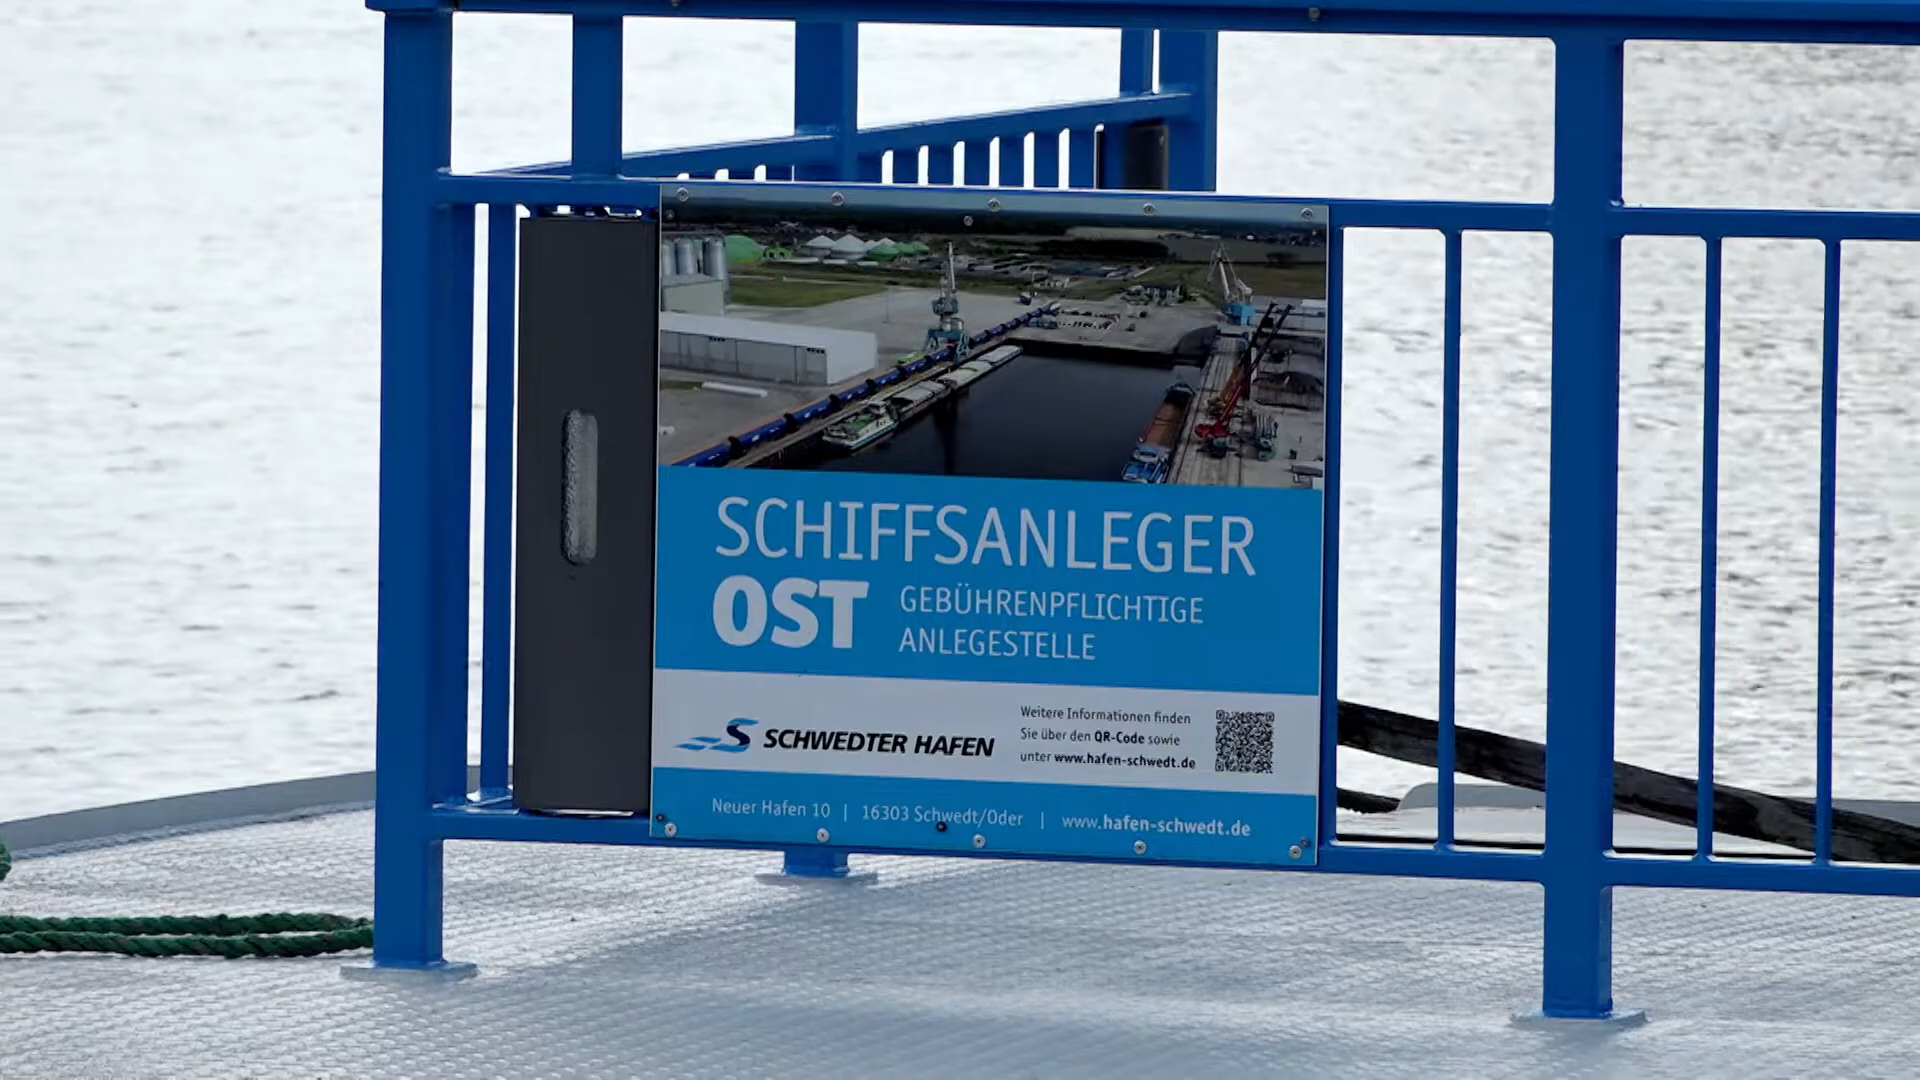 SCHIFFSANLEGER
OST
GEBÜHRENPFLICHTIGE
ANLEGESTELLE
SCHWEDTER HAFEN
Weitere Informationen finden
Sie über den QR-Code sowie
unter www.hafen-schwedt.de
Neuer Hafen 10 | 16303 Schwedt/Oder | www.hafen-schwedt.de